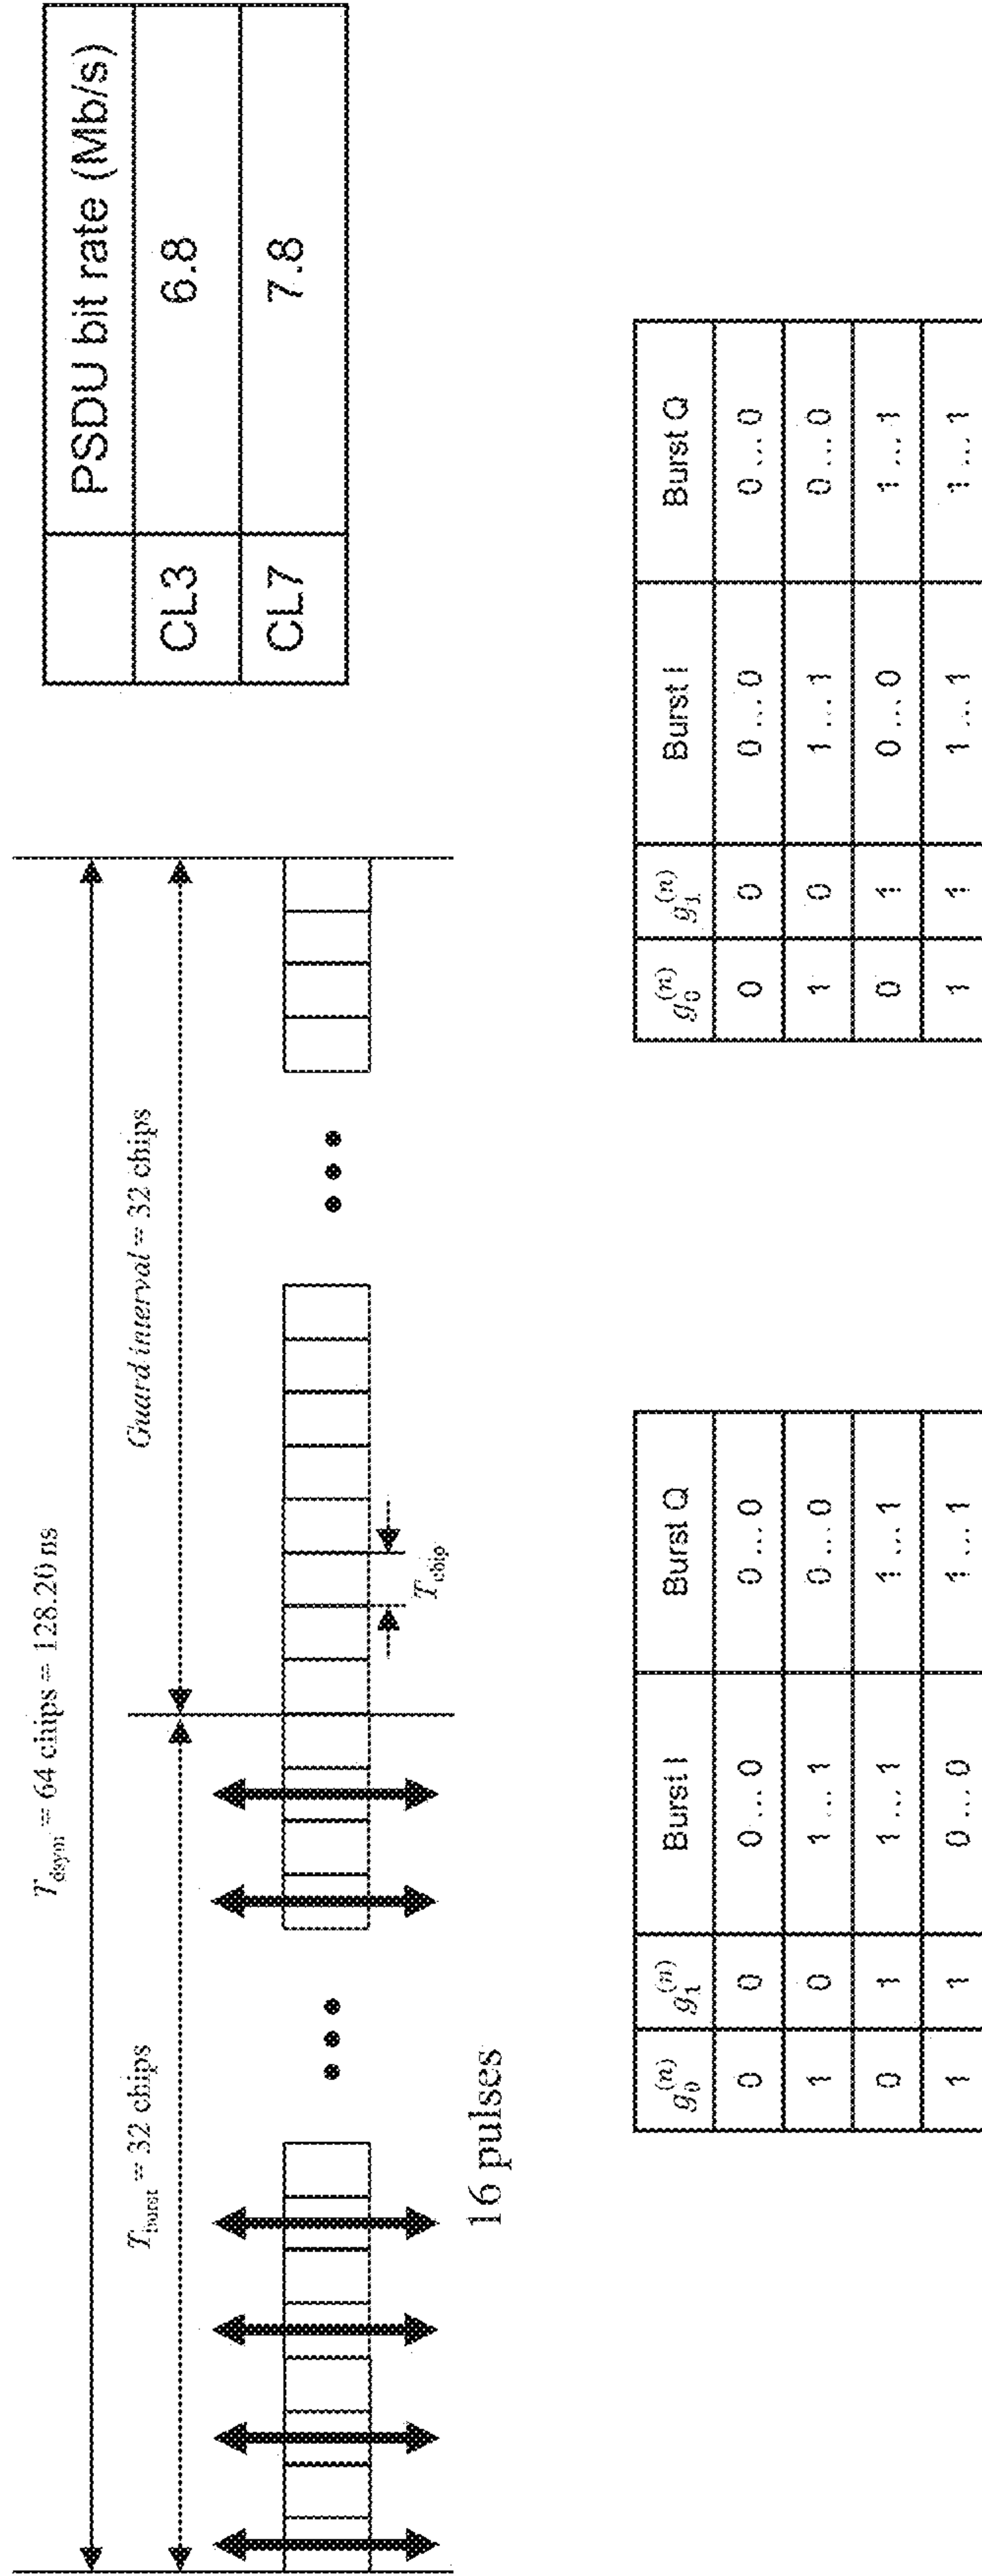 T_dsym = 64 chips = 128.20 ns
T_burst = 32 chips
Guard interval = 32 chips
T_chip
16 pulses
PSDU bit rate (Mb/s)
CL3 6.8
CL7 7.8
g_0^(n) g_1^(n) Burst I Burst Q
0 0 0 ... 0 0 ... 0
1 0 1 ... 1 0 ... 0
0 1 1 ... 1 1 ... 1
1 1 0 ... 0 1 ... 1
g_0^(n) g_1^(n) Burst I Burst Q
0 0 0 ... 0 0 ... 0
1 0 1 ... 1 0 ... 0
0 1 0 ... 0 1 ... 1
1 1 1 ... 1 1 ... 1